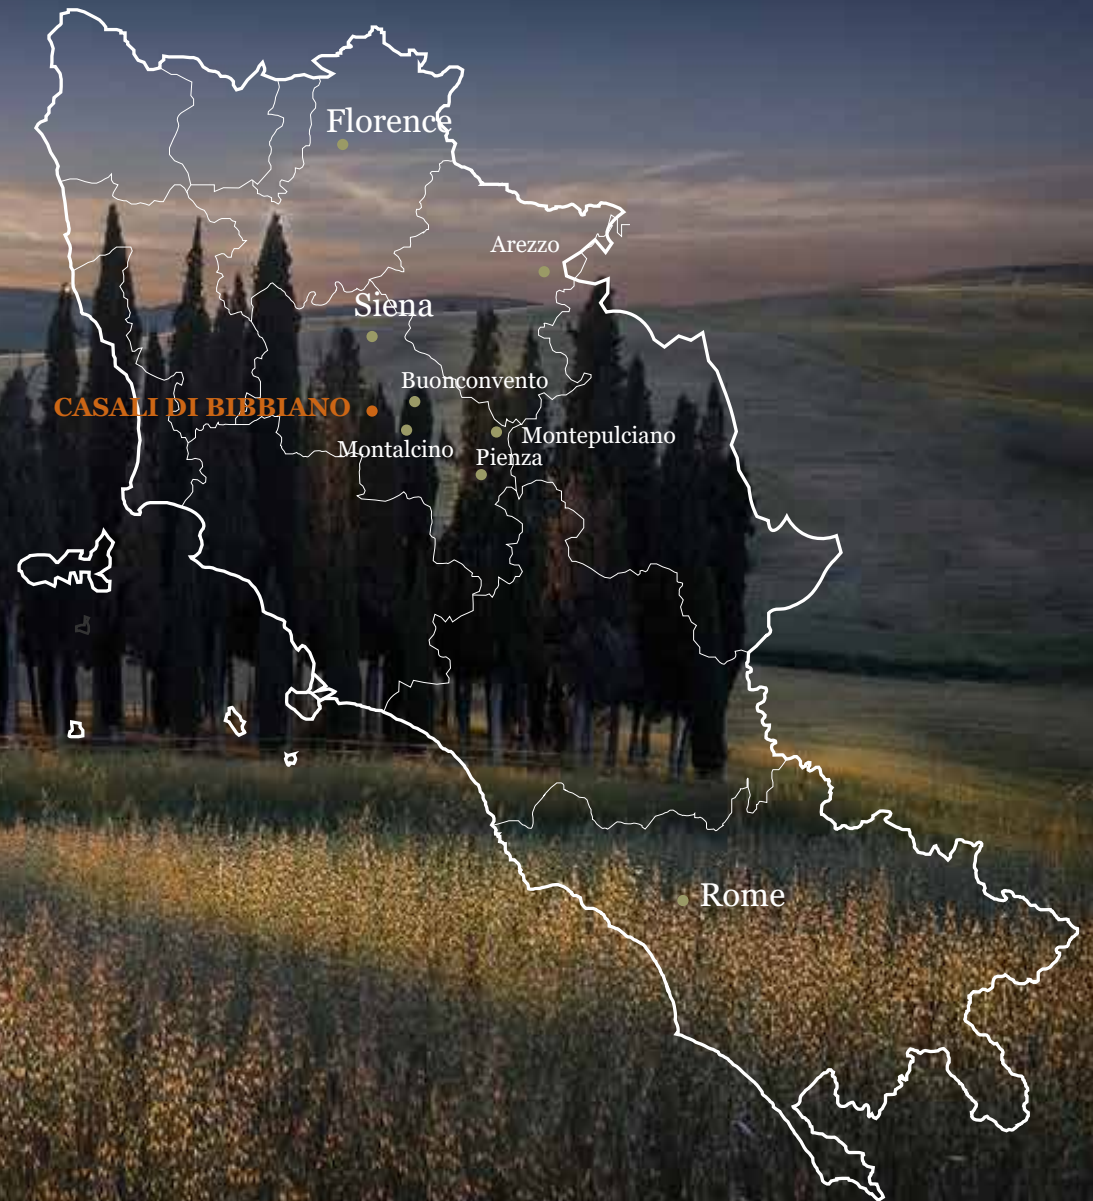 Florence
Arezzo
Siena
Buonconvento
CASALI DI BIBBIANO
Montepulciano
Montalcino
Pienza
Rome